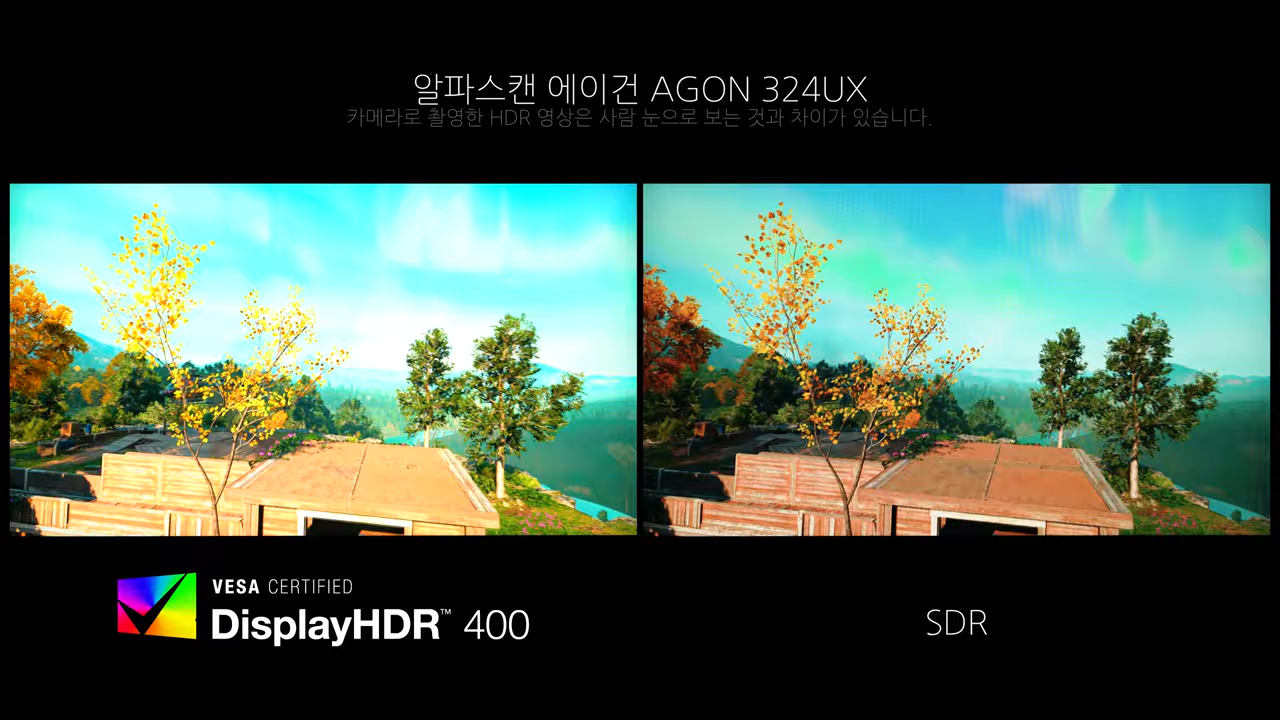 알파스캔 에이건 AGON 324UX
카메라로 촬영한 HDR 영상은 사람 눈으로 보는 것과 차이가 있습니다.
VESA CERTIFIED
DisplayHDR™ 400
SDR